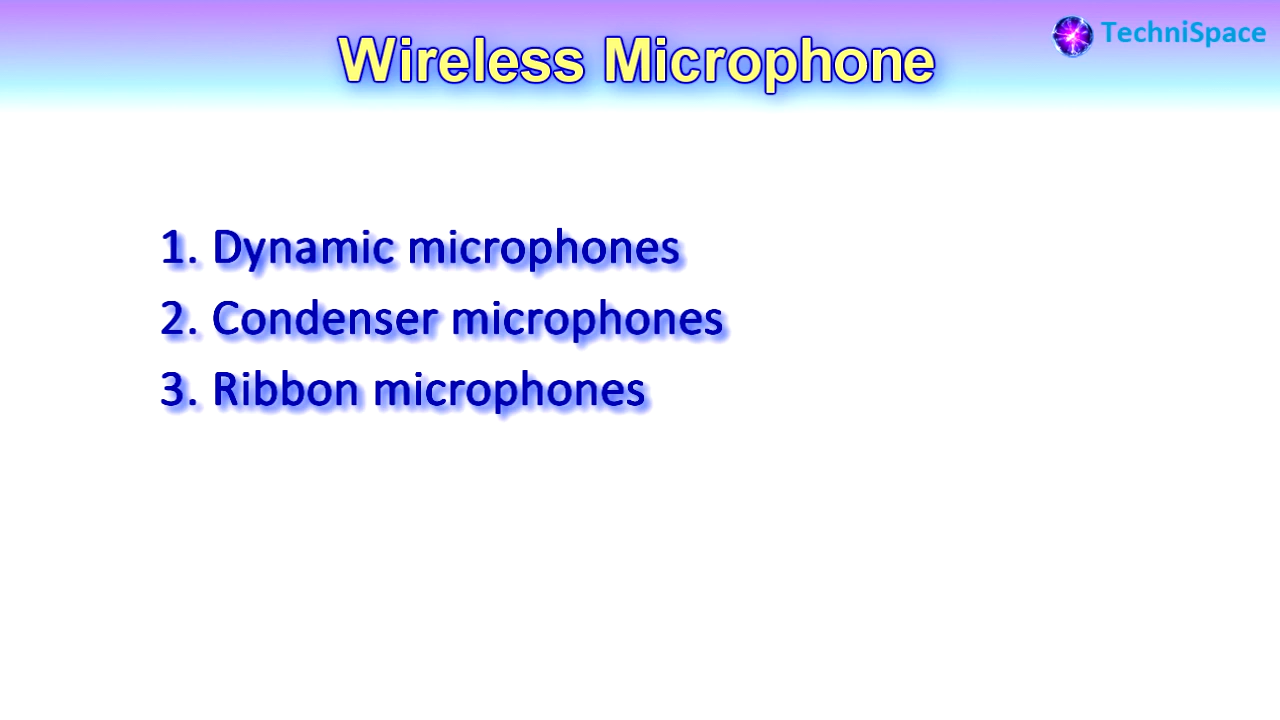 Wireless Microphone
TechniSpace
1. Dynamic microphones
2. Condenser microphones
3. Ribbon microphones